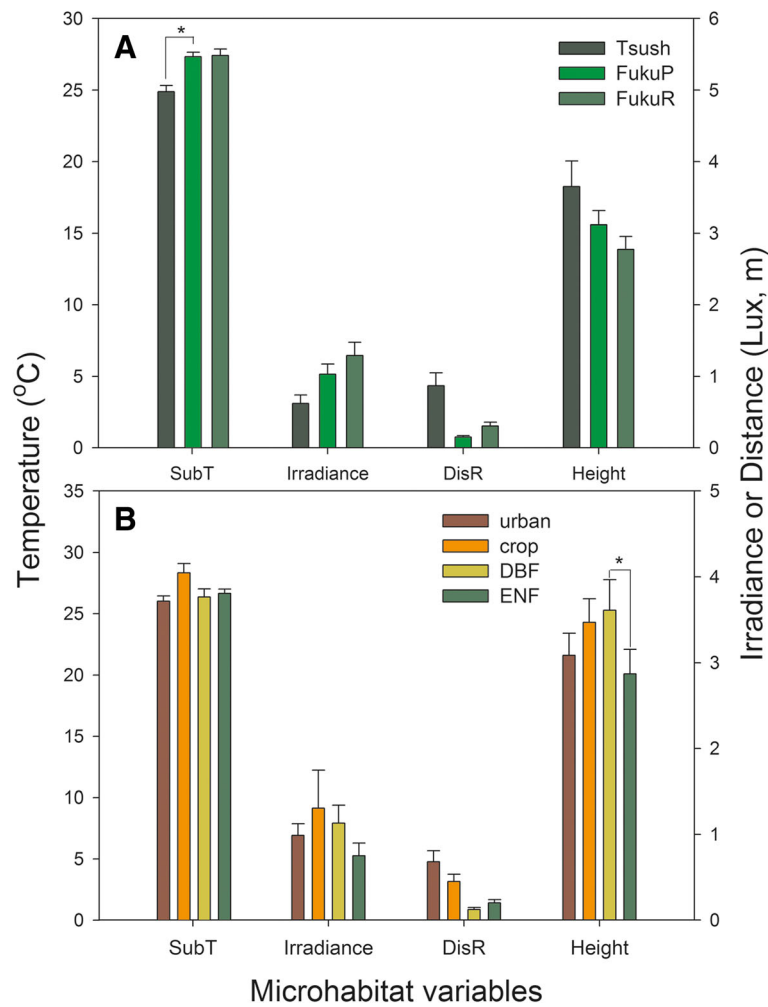 A
*
Tsush
FukuP
FukuR
30
25
20
15
10
5
0
6
5
4
3
2
1
0
SubT Irradiance DisR Height
B
*
urban
crop
DBF
ENF
35
30
25
20
15
10
5
0
5
4
3
2
1
0
SubT Irradiance DisR Height
Temperature (°C)
Irradiance or Distance (Lux, m)
Microhabitat variables